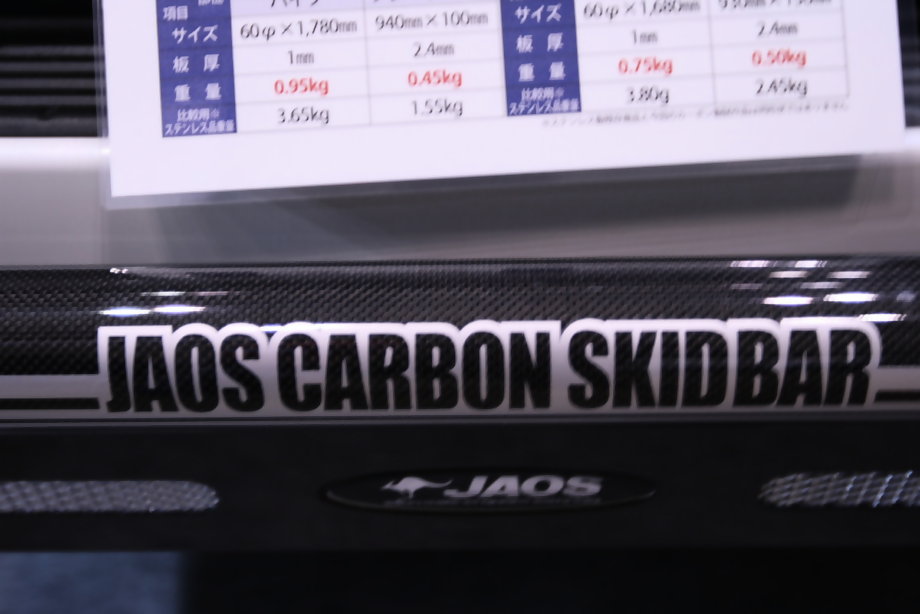 項目
サイズ 60φ×1,780mm 940mm×100mm サイズ 60φ×1,680mm
板厚 1mm 2.4mm 板厚 1mm 2.4mm
重量 0.95kg 0.45kg 重量 0.75kg 0.50kg
比較用※ 3.65kg 1.55kg 比較用※ 3.80g 2.45kg
ステンレス品重量 ステンレス品重量
JAOS CARBON SKID BAR
JAOS